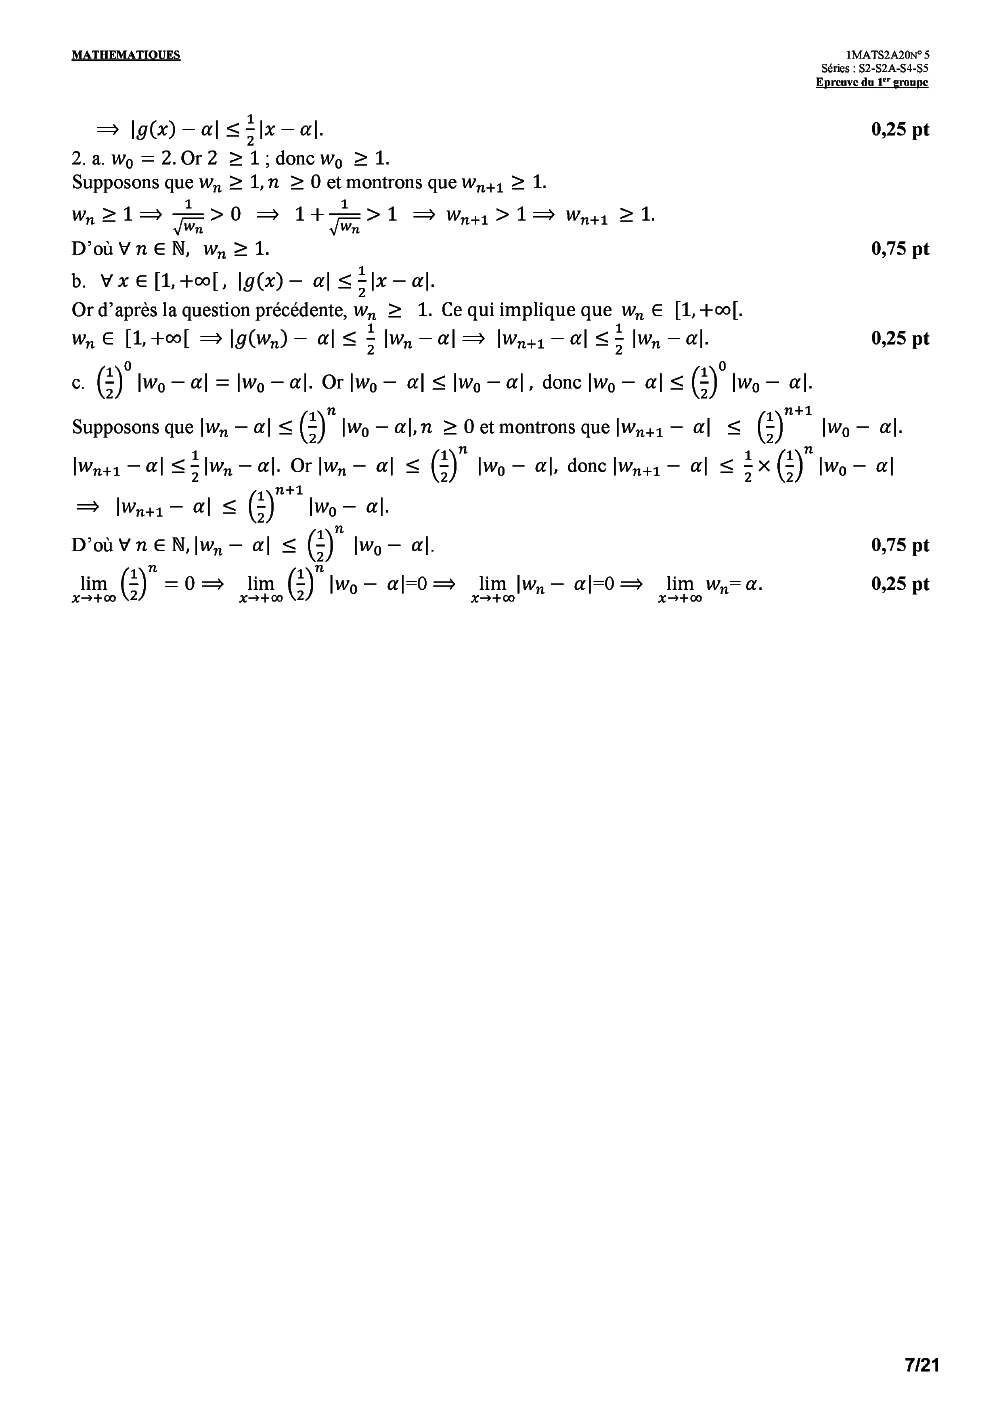 MATHEMATIQUES
1MATS2A20N° 5
Séries : S2-S2A-S4-S5
Epreuve du 1er groupe
⟹ |g(x) − α| ≤ 1/2 |x − α|. 0,25 pt
2. a. w₀ = 2. Or 2 ≥ 1 ; donc w₀ ≥ 1.
Supposons que wₙ ≥ 1, n ≥ 0 et montrons que wₙ₊₁ ≥ 1.
wₙ ≥ 1 ⟹ 1/√wₙ > 0 ⟹ 1 + 1/√wₙ > 1 ⟹ wₙ₊₁ > 1 ⟹ wₙ₊₁ ≥ 1.
D’où ∀ n ∈ ℕ, wₙ ≥ 1. 0,75 pt
b. ∀ x ∈ [1, +∞[ , |g(x) − α| ≤ 1/2 |x − α|.
Or d’après la question précédente, wₙ ≥ 1. Ce qui implique que wₙ ∈ [1, +∞[.
wₙ ∈ [1, +∞[ ⟹ |g(wₙ) − α| ≤ 1/2 |wₙ − α| ⟹ |wₙ₊₁ − α| ≤ 1/2 |wₙ − α|. 0,25 pt
c. (1/2)⁰ |w₀ − α| = |w₀ − α|. Or |w₀ − α| ≤ |w₀ − α| , donc |w₀ − α| ≤ (1/2)⁰ |w₀ − α|.
Supposons que |wₙ − α| ≤ (1/2)ⁿ |w₀ − α|, n ≥ 0 et montrons que |wₙ₊₁ − α| ≤ (1/2)ⁿ⁺¹ |w₀ − α|.
|wₙ₊₁ − α| ≤ 1/2 |wₙ − α|. Or |wₙ − α| ≤ (1/2)ⁿ |w₀ − α|, donc |wₙ₊₁ − α| ≤ 1/2 × (1/2)ⁿ |w₀ − α|
⟹ |wₙ₊₁ − α| ≤ (1/2)ⁿ⁺¹ |w₀ − α|.
D’où ∀ n ∈ ℕ, |wₙ − α| ≤ (1/2)ⁿ |w₀ − α|. 0,75 pt
lim x→+∞ (1/2)ⁿ = 0 ⟹ lim x→+∞ (1/2)ⁿ |w₀ − α|=0 ⟹ lim x→+∞ |wₙ − α|=0 ⟹ lim x→+∞ wₙ= α. 0,25 pt
7/21